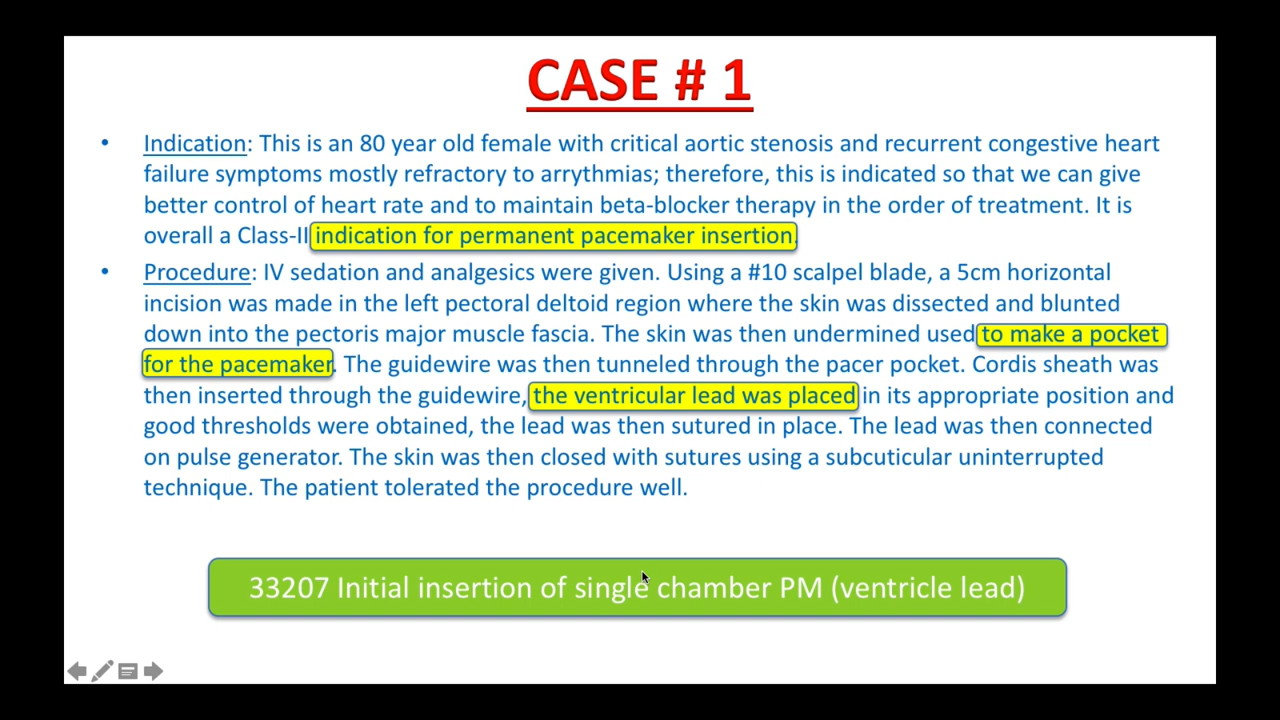 CASE # 1
• Indication: This is an 80 year old female with critical aortic stenosis and recurrent congestive heart
failure symptoms mostly refractory to arrythmias; therefore, this is indicated so that we can give
better control of heart rate and to maintain beta-blocker therapy in the order of treatment. It is
overall a Class-II indication for permanent pacemaker insertion.
• Procedure: IV sedation and analgesics were given. Using a #10 scalpel blade, a 5cm horizontal
incision was made in the left pectoral deltoid region where the skin was dissected and blunted
down into the pectoris major muscle fascia. The skin was then undermined used to make a pocket
for the pacemaker. The guidewire was then tunneled through the pacer pocket. Cordis sheath was
then inserted through the guidewire, the ventricular lead was placed in its appropriate position and
good thresholds were obtained, the lead was then sutured in place. The lead was then connected
on pulse generator. The skin was then closed with sutures using a subcuticular uninterrupted
technique. The patient tolerated the procedure well.
33207 Initial insertion of single chamber PM (ventricle lead)